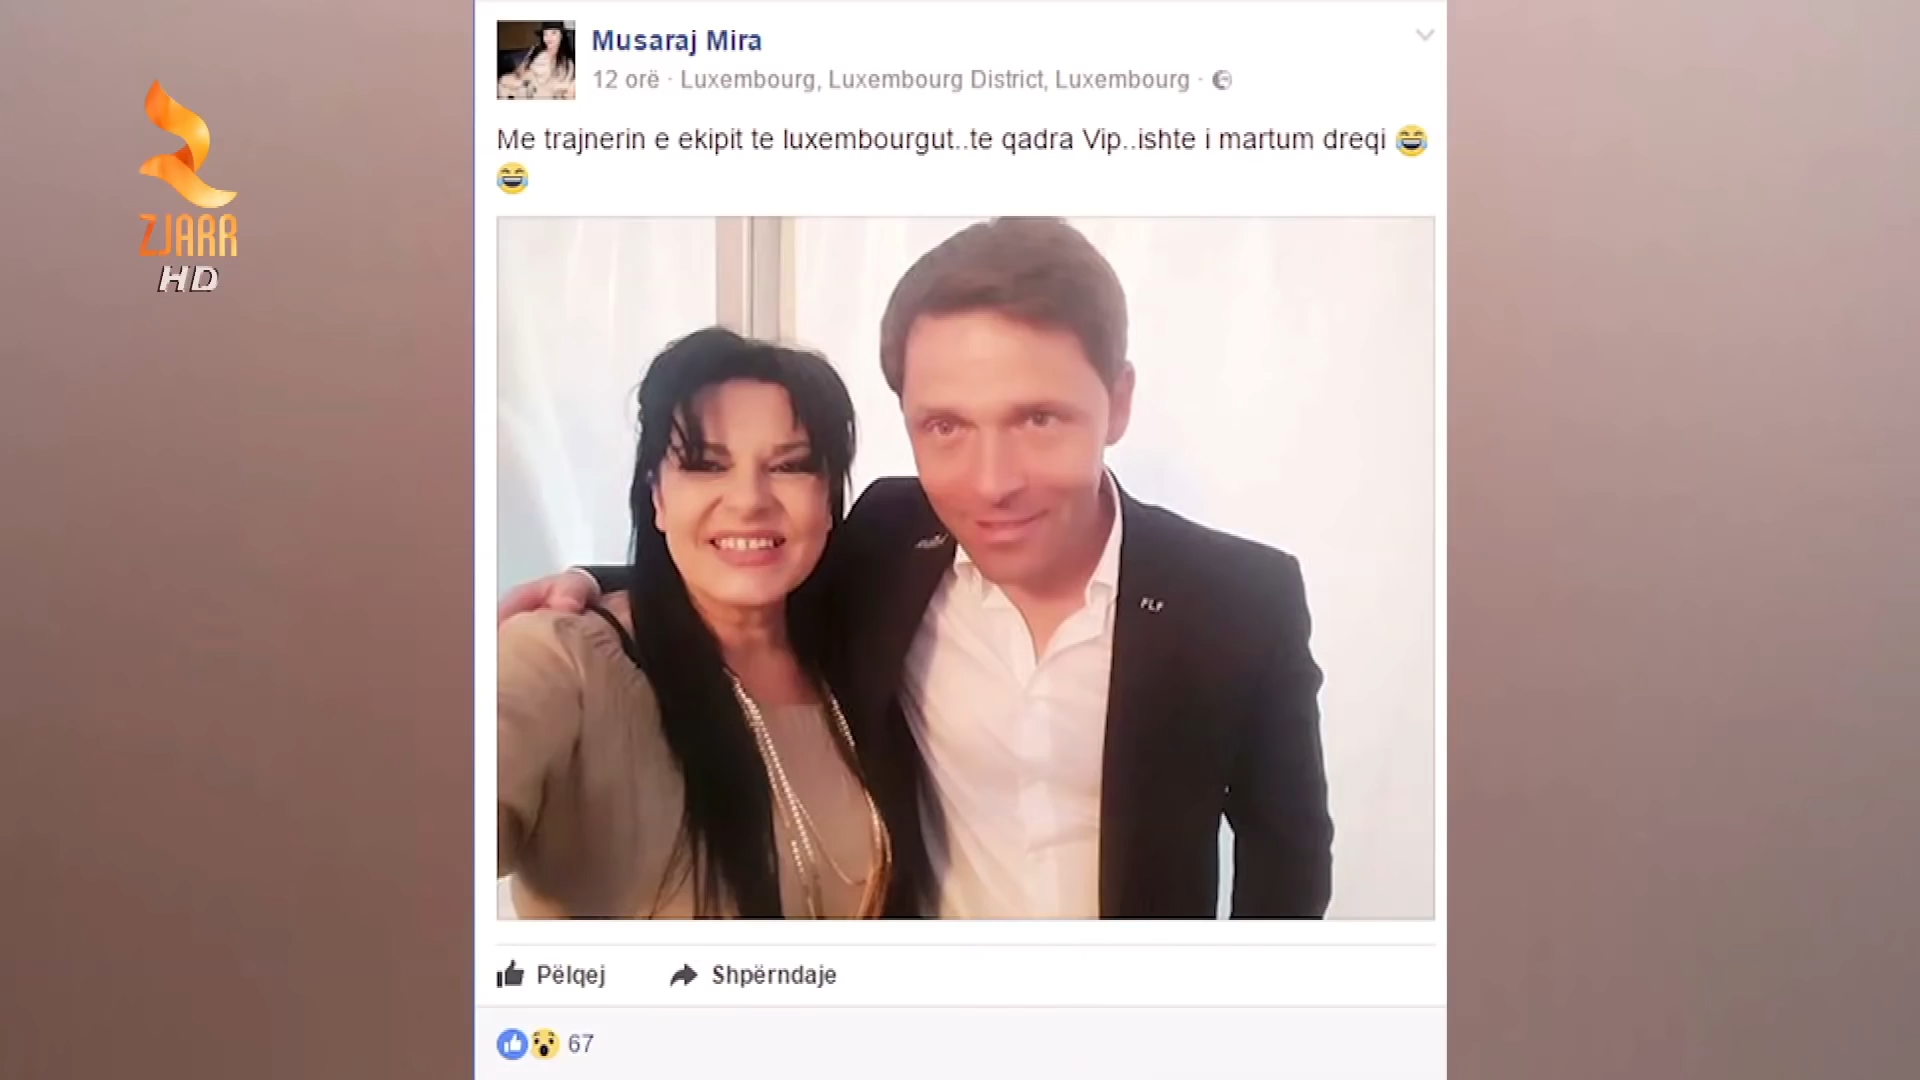 Musaraj Mira
12 orë · Luxembourg, Luxembourg District, Luxembourg ·
Me trajnerin e ekipit te luxembourgut..te qadra Vip..ishte i martum dreqi 😂
😂
ZJARR
HD
FLF
Pëlqej
Shpërndaje
67